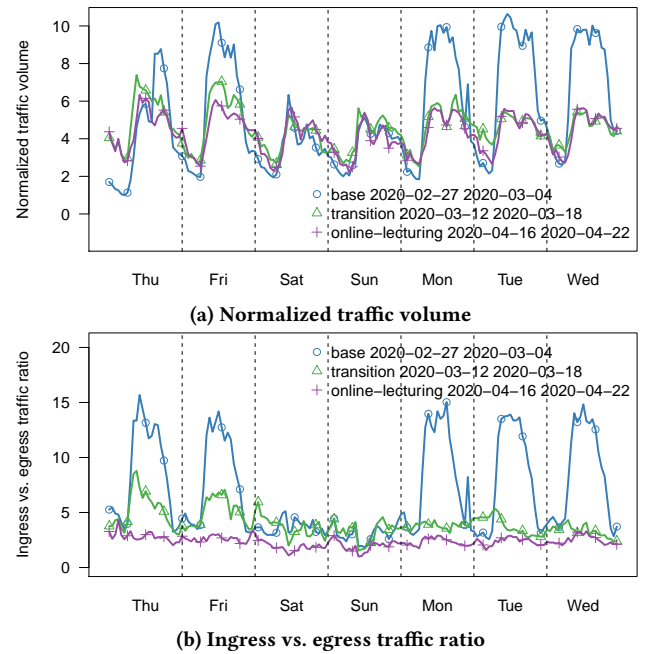 Normalized traffic volume
10
8
6
4
2
0
base 2020-02-27 2020-03-04
transition 2020-03-12 2020-03-18
online-lecturing 2020-04-16 2020-04-22
Thu Fri Sat Sun Mon Tue Wed
(a) Normalized traffic volume
Ingress vs. egress traffic ratio
20
15
10
5
0
base 2020-02-27 2020-03-04
transition 2020-03-12 2020-03-18
online-lecturing 2020-04-16 2020-04-22
Thu Fri Sat Sun Mon Tue Wed
(b) Ingress vs. egress traffic ratio